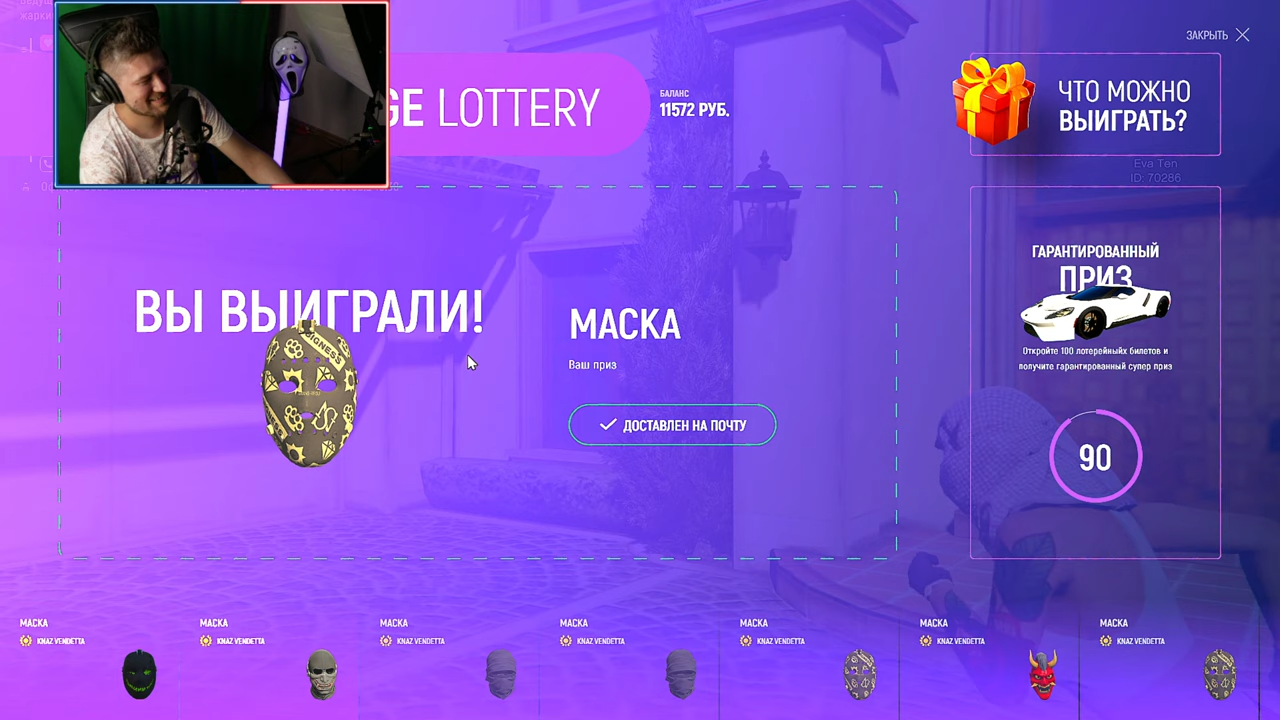 ЗАКРЫТЬ
GE LOTTERY
БАЛАНС
11572 РУБ.
ЧТО МОЖНО
ВЫИГРАТЬ?
Eva Ten
ID: 70286
ВЫ ВЫИГРАЛИ!
IGNESS
МАСКА
Ваш приз
ДОСТАВЛЕН НА ПОЧТУ
ГАРАНТИРОВАННЫЙ
ПРИЗ
Откройте 100 лотерейныйх билетов и
получите гарантированный супер приз
90
МАСКА
KNAZ VENDETTA
МАСКА
KNAZ VENDETTA
МАСКА
KNAZ VENDETTA
МАСКА
KNAZ VENDETTA
МАСКА
KNAZ VENDETTA
МАСКА
KNAZ VENDETTA
МАСКА
KNAZ VENDETTA